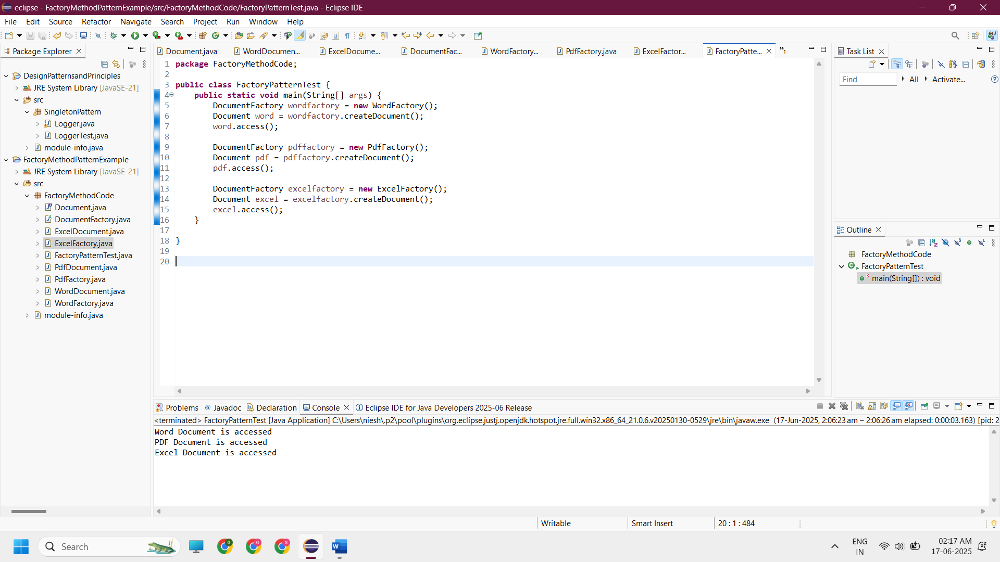 eclipse - FactoryMethodPatternExample/src/FactoryMethodCode/FactoryPatternTest.java - Eclipse IDE
File Edit Source Refactor Navigate Search Project Run Window Help
Package Explorer
DesignPatternsandPrinciples
JRE System Library [JavaSE-21]
src
SingletonPattern
Logger.java
LoggerTest.java
module-info.java
FactoryMethodPatternExample
JRE System Library [JavaSE-21]
src
FactoryMethodCode
Document.java
DocumentFactory.java
ExcelDocument.java
ExcelFactory.java
FactoryPatternTest.java
PdfDocument.java
PdfFactory.java
WordDocument.java
WordFactory.java
module-info.java
Document.java WordDocumen... ExcelDocume... DocumentFac... WordFactory... PdfFactory.java ExcelFactor... FactoryPatte... »1
1 package FactoryMethodCode;
2
3 public class FactoryPatternTest {
4 public static void main(String[] args) {
5 DocumentFactory wordfactory = new WordFactory();
6 Document word = wordfactory.createDocument();
7 word.access();
8
9 DocumentFactory pdffactory = new PdfFactory();
10 Document pdf = pdffactory.createDocument();
11 pdf.access();
12
13 DocumentFactory excelfactory = new ExcelFactory();
14 Document excel = excelfactory.createDocument();
15 excel.access();
16 }
17
18 }
19
20
Task List
Find All Activate...
Outline
FactoryMethodCode
FactoryPatternTest
main(String[]) : void
Problems Javadoc Declaration Console Eclipse IDE for Java Developers 2025-06 Release
<terminated> FactoryPatternTest [Java Application] C:\Users\niesh\.p2\pool\plugins\org.eclipse.justj.openjdk.hotspot.jre.full.win32.x86_64_21.0.6.v20250130-0529\jre\bin\javaw.exe (17-Jun-2025, 2:06:23 am – 2:06:26 am elapsed: 0:00:03.163) [pid: 2
Word Document is accessed
PDF Document is accessed
Excel Document is accessed
Writable Smart Insert 20 : 1 : 484
Search
ENG
IN
02:17 AM
17-06-2025